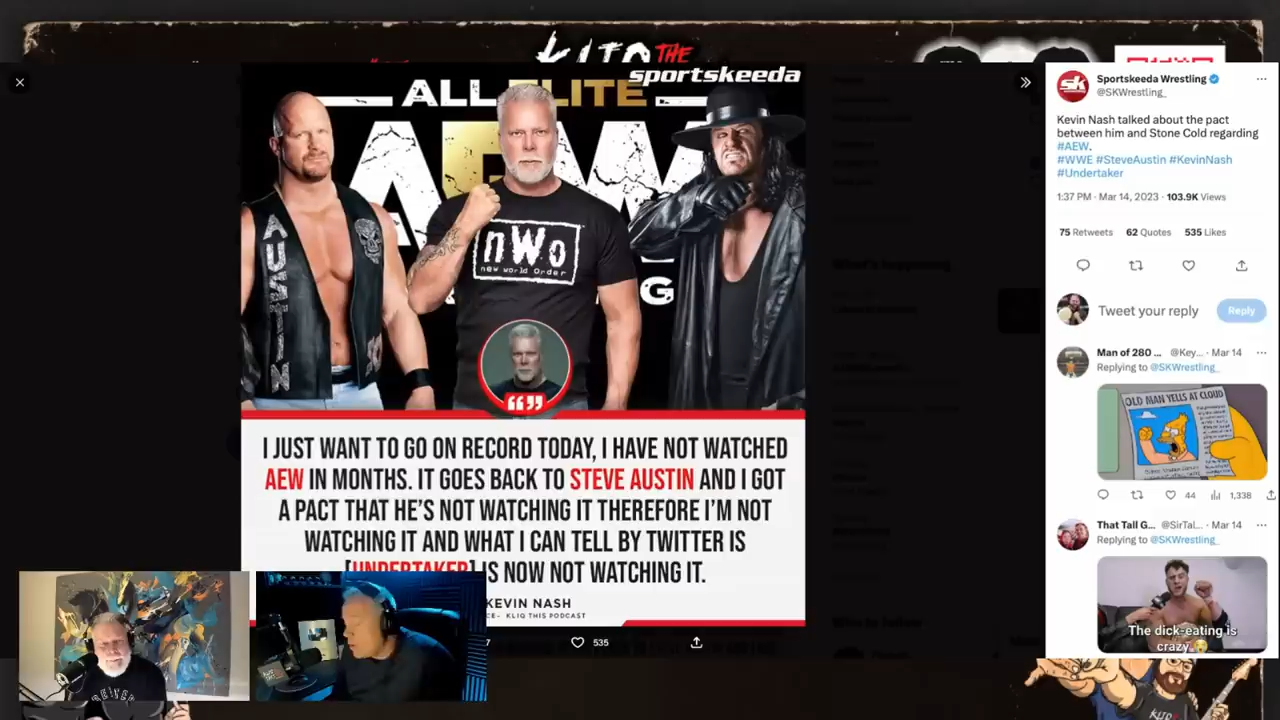 KLIQ THE
sportskeeda
ALL ELITE
AEW
G
AUSTIN
nWo
new world Order
I JUST WANT TO GO ON RECORD TODAY, I HAVE NOT WATCHED
AEW IN MONTHS. IT GOES BACK TO STEVE AUSTIN AND I GOT
A PACT THAT HE'S NOT WATCHING IT THEREFORE I'M NOT
WATCHING IT AND WHAT I CAN TELL BY TWITTER IS
[UNDERTAKER] IS NOW NOT WATCHING IT.
KEVIN NASH
KLIQ THIS PODCAST
7
535
Sportskeeda Wrestling
@SKWrestling_
Kevin Nash talked about the pact
between him and Stone Cold regarding
#AEW.
#WWE #SteveAustin #KevinNash
#Undertaker
1:37 PM · Mar 14, 2023 · 103.9K Views
75 Retweets 62 Quotes 535 Likes
Tweet your reply
Reply
Man of 280 ... @Key... · Mar 14
Replying to @SKWrestling_
OLD MAN YELLS AT CLOUD
44 1,338
That Tall G... @SirTal... · Mar 14
Replying to @SKWrestling_
The dick-eating is
crazy